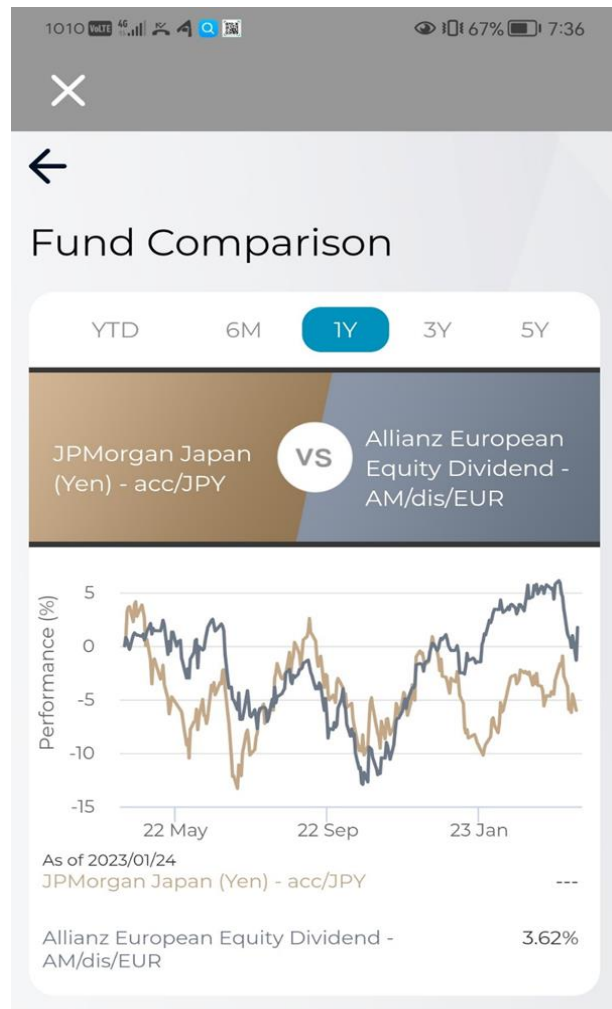 1010 VoLTE 4G 67% 7:36
Fund Comparison
YTD 6M 1Y 3Y 5Y
JPMorgan Japan
(Yen) - acc/JPY
VS
Allianz European
Equity Dividend -
AM/dis/EUR
Performance (%)
5
0
-5
-10
-15
22 May 22 Sep 23 Jan
As of 2023/01/24
JPMorgan Japan (Yen) - acc/JPY ---
Allianz European Equity Dividend - 3.62%
AM/dis/EUR